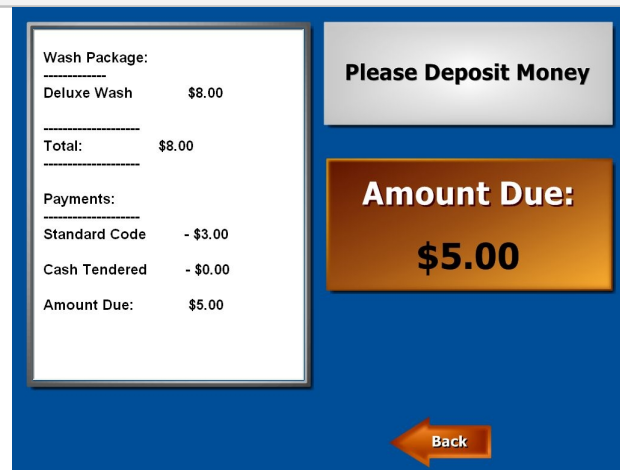 Wash Package:
-------------
Deluxe Wash $8.00
--------------------
Total: $8.00
--------------------
Payments:
--------------------
Standard Code - $3.00
Cash Tendered - $0.00
Amount Due: $5.00
Please Deposit Money
Amount Due:
$5.00
Back